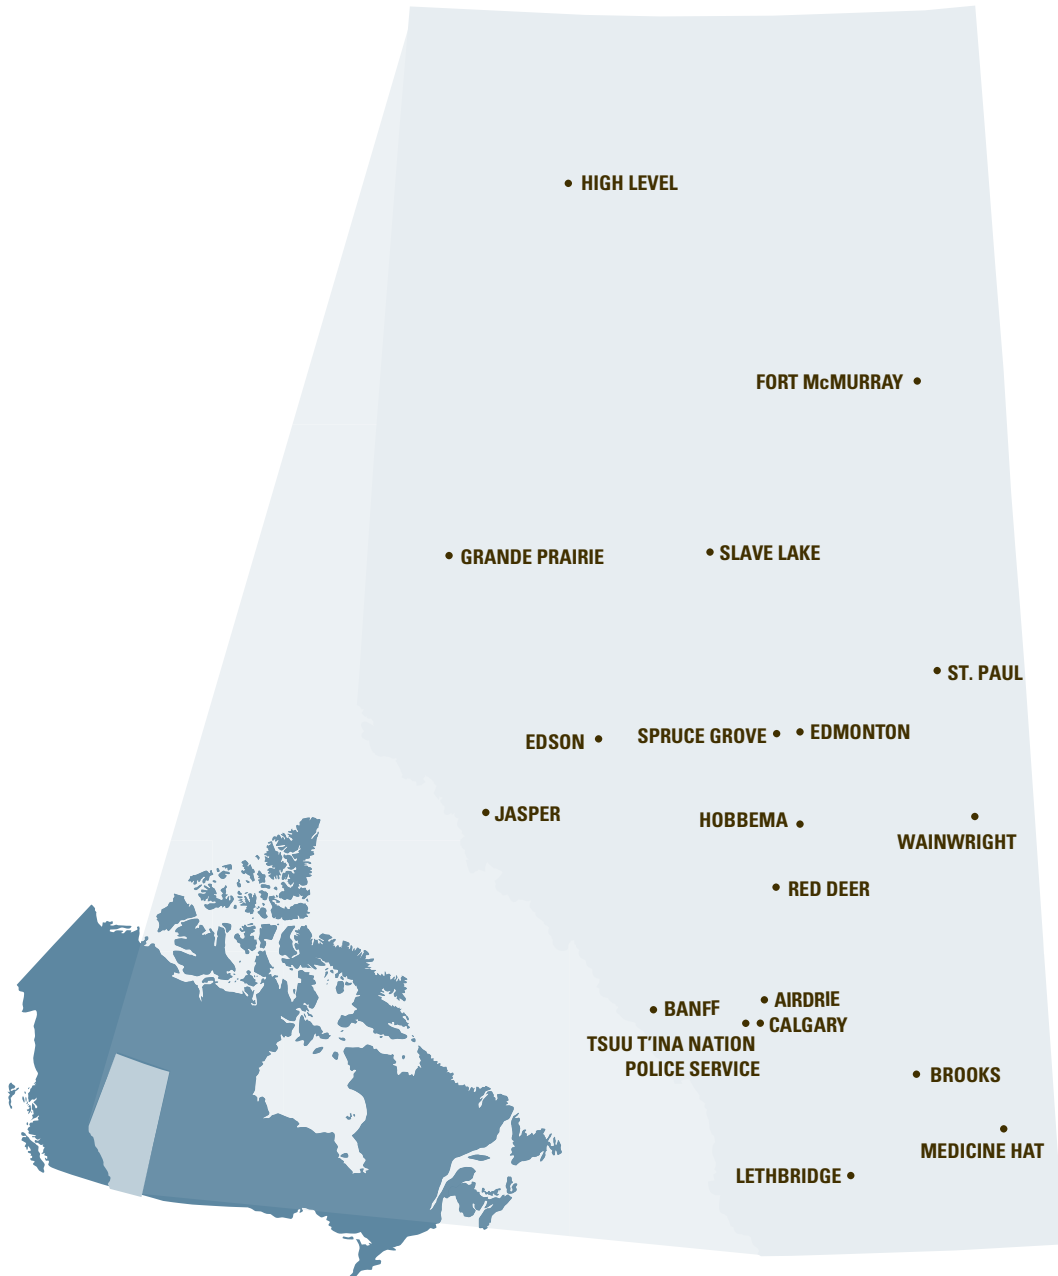 HIGH LEVEL
FORT McMURRAY
GRANDE PRAIRIE
SLAVE LAKE
ST. PAUL
EDSON
SPRUCE GROVE
EDMONTON
JASPER
HOBBEMA
WAINWRIGHT
RED DEER
BANFF
AIRDRIE
CALGARY
TSUU T'INA NATION
POLICE SERVICE
BROOKS
MEDICINE HAT
LETHBRIDGE